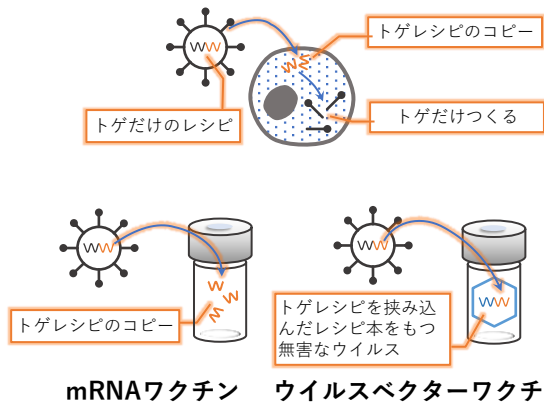 トゲレシピのコピー
トゲだけのレシピ
トゲだけつくる
トゲレシピのコピー
トゲレシピを挟み込
んだレシピ本をもつ
無害なウイルス
mRNAワクチン
ウイルスベクターワクチ